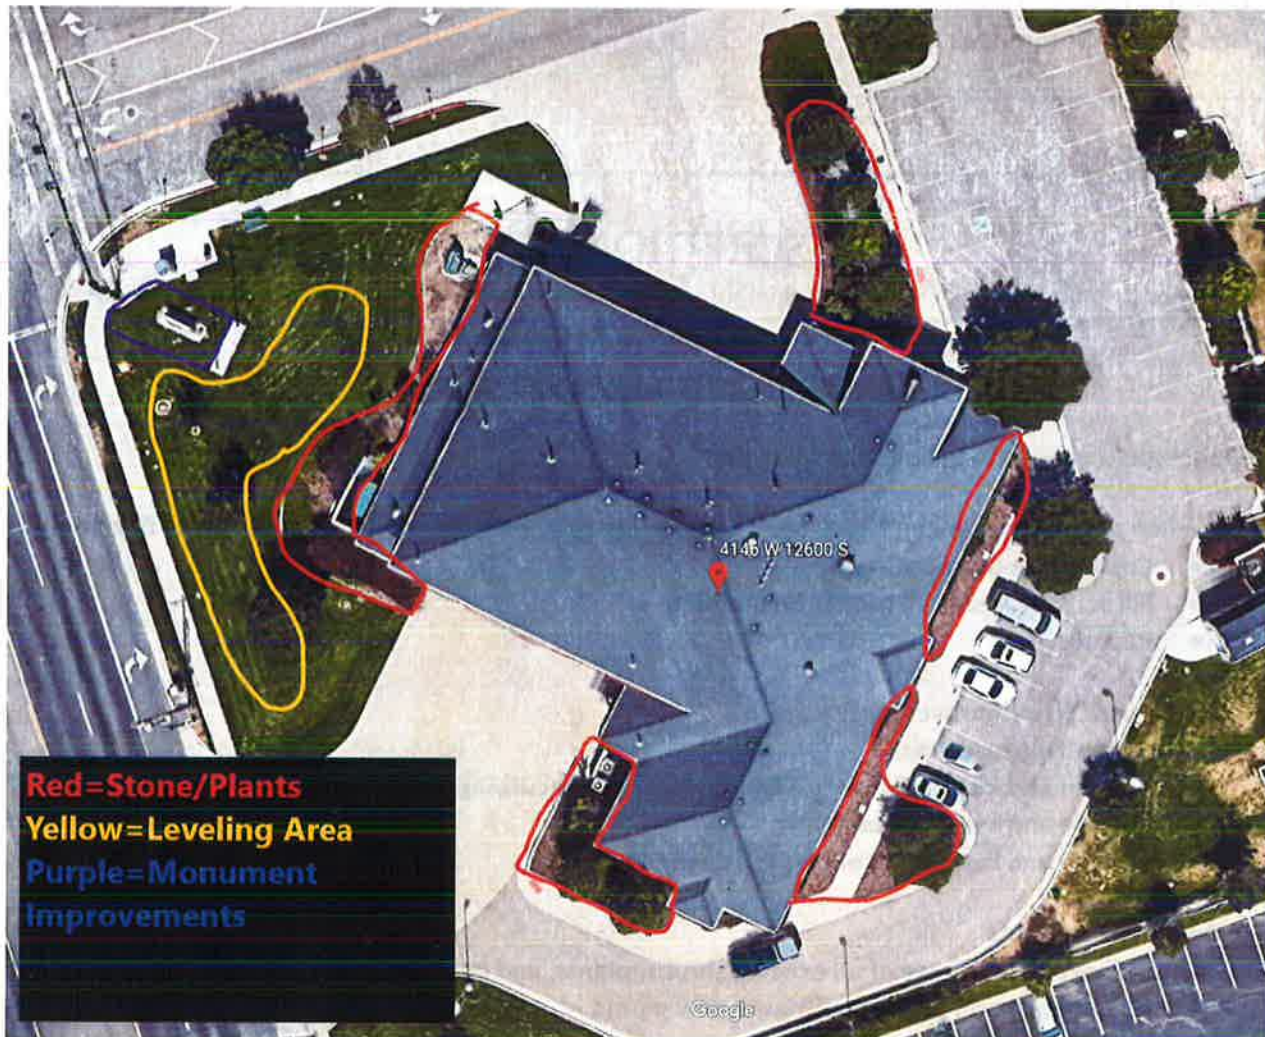 4146 W 12600 S
Red=Stone/Plants
Yellow=Leveling Area
Purple=Monument
Improvements
Google